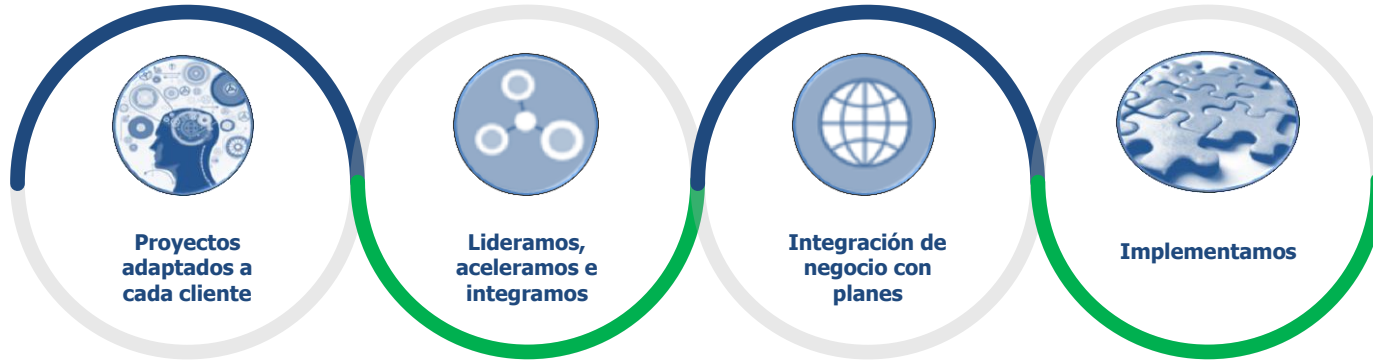 Proyectos
adaptados a
cada cliente
Lideramos,
aceleramos e
integramos
Integración de
negocio con
planes
Implementamos